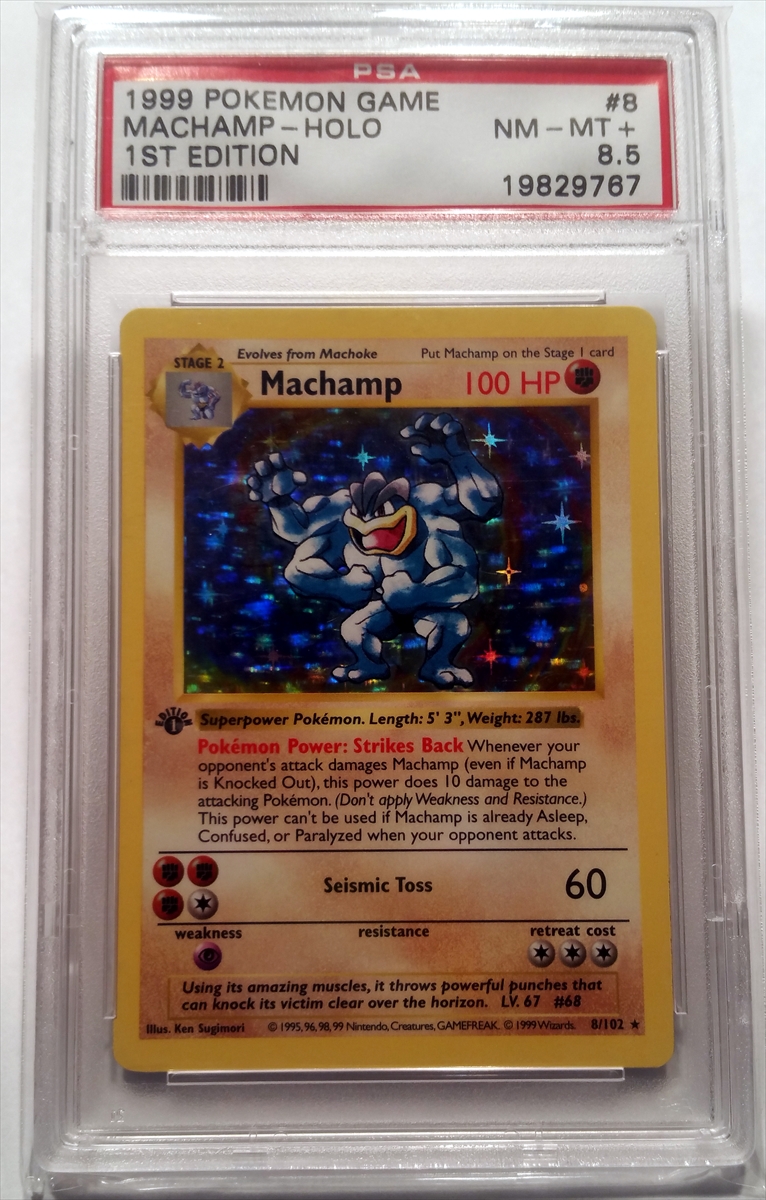 PSA
1999 POKEMON GAME #8
MACHAMP-HOLO NM-MT+
1ST EDITION 8.5
19829767
STAGE 2 Evolves from Machoke Put Machamp on the Stage 1 card
Machamp 100 HP
EDITION 1 Superpower Pokémon. Length: 5' 3", Weight: 287 lbs.
Pokémon Power: Strikes Back Whenever your
opponent's attack damages Machamp (even if Machamp
is Knocked Out), this power does 10 damage to the
attacking Pokémon. (Don't apply Weakness and Resistance.)
This power can't be used if Machamp is already Asleep,
Confused, or Paralyzed when your opponent attacks.
Seismic Toss 60
weakness resistance retreat cost
Using its amazing muscles, it throws powerful punches that
can knock its victim clear over the horizon. LV. 67 #68
Illus. Ken Sugimori © 1995, 96, 98, 99 Nintendo, Creatures, GAMEFREAK. © 1999 Wizards. 8/102 ★